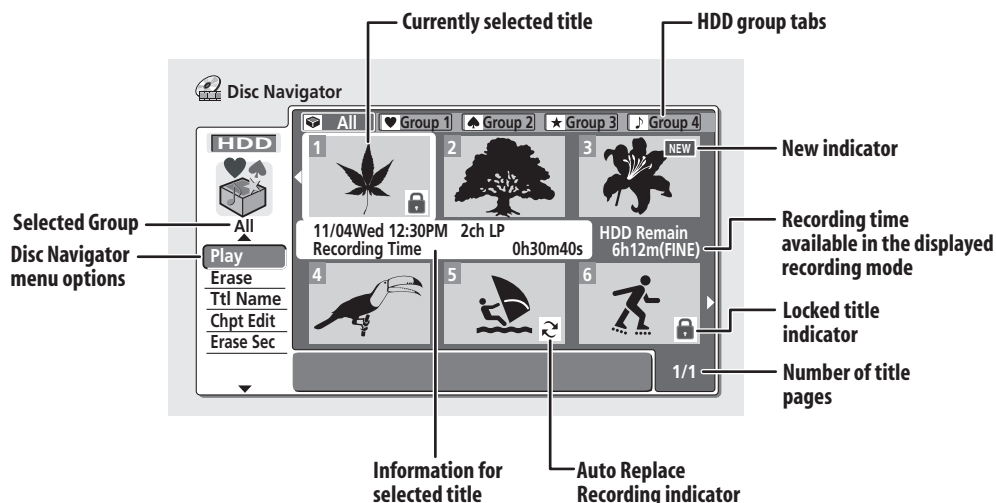 Currently selected title
HDD group tabs
Disc Navigator
All
Group 1
Group 2
Group 3
Group 4
HDD
1
2
3
NEW
New indicator
Selected Group
All
11/04Wed 12:30PM 2ch LP
Recording Time 0h30m40s
HDD Remain
6h12m(FINE)
Recording time
available in the displayed
recording mode
Disc Navigator
menu options
Play
Erase
Ttl Name
Chpt Edit
Erase Sec
4
5
6
Locked title
indicator
1/1
Number of title
pages
Information for
selected title
Auto Replace
Recording indicator